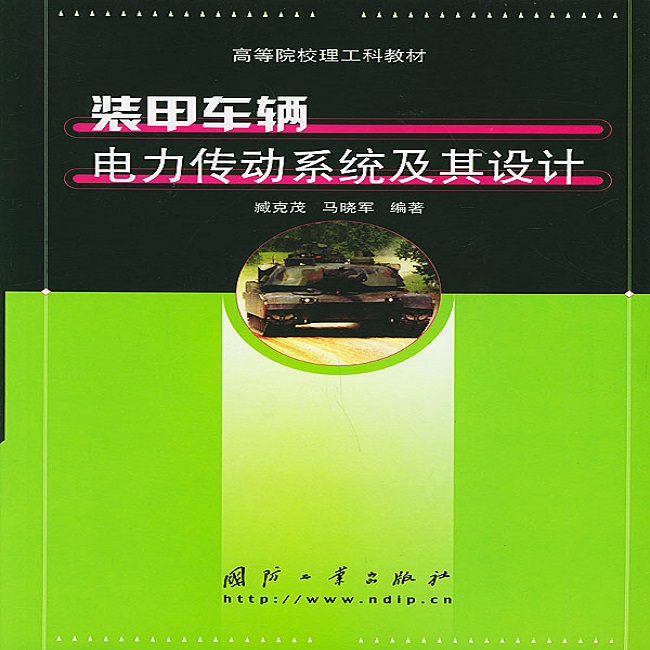 高等院校理工科教材
装甲车辆
电力传动系统及其设计
臧克茂 马晓军 编著
国防工业出版社
http://www.ndip.cn